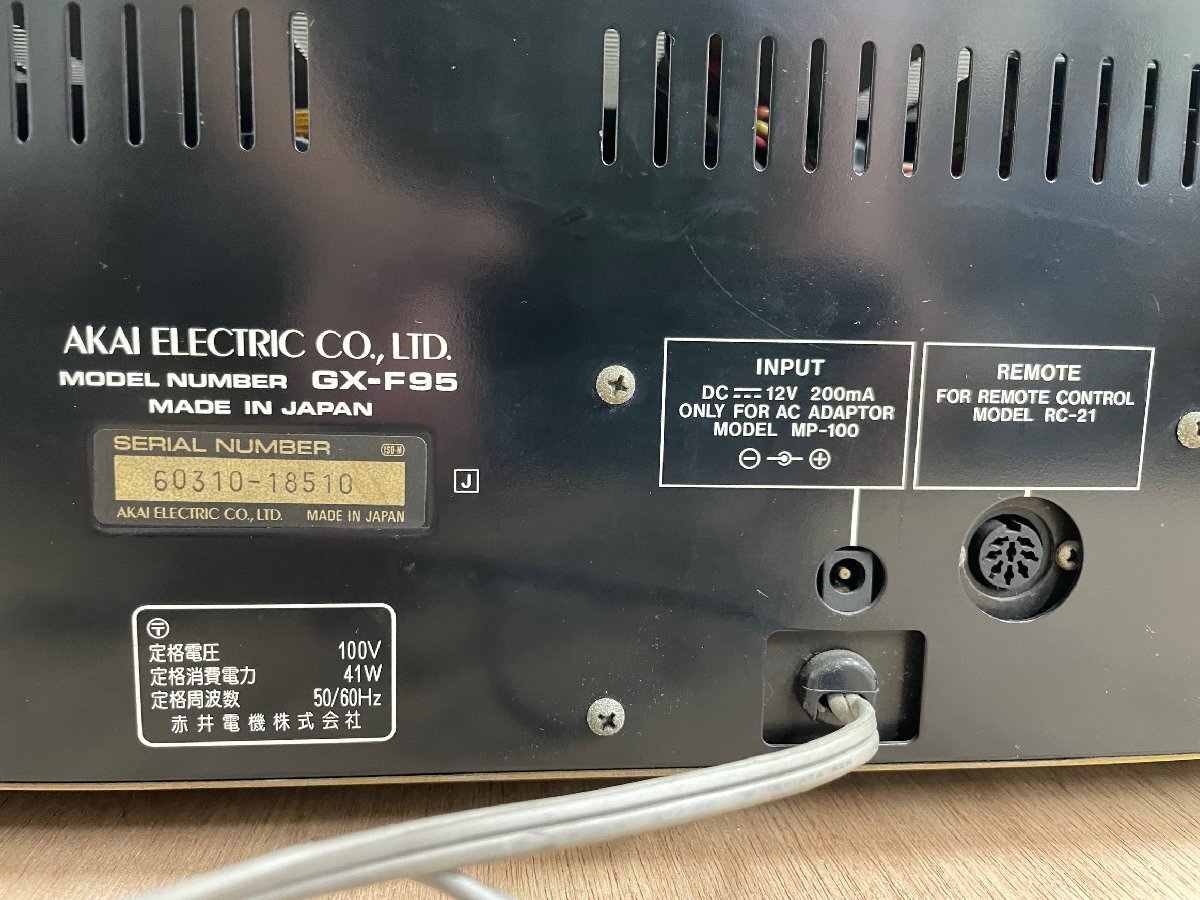 AKAI ELECTRIC CO., LTD.
MODEL NUMBER GX-F95
MADE IN JAPAN
SERIAL NUMBER ISO-M
60310-18510
AKAI ELECTRIC CO., LTD. MADE IN JAPAN
J
〶
定格電圧 100V
定格消費電力 41W
定格周波数 50/60Hz
赤井電機株式会社
INPUT
DC ⎓ 12V 200mA
ONLY FOR AC ADAPTOR
MODEL MP-100
REMOTE
FOR REMOTE CONTROL
MODEL RC-21